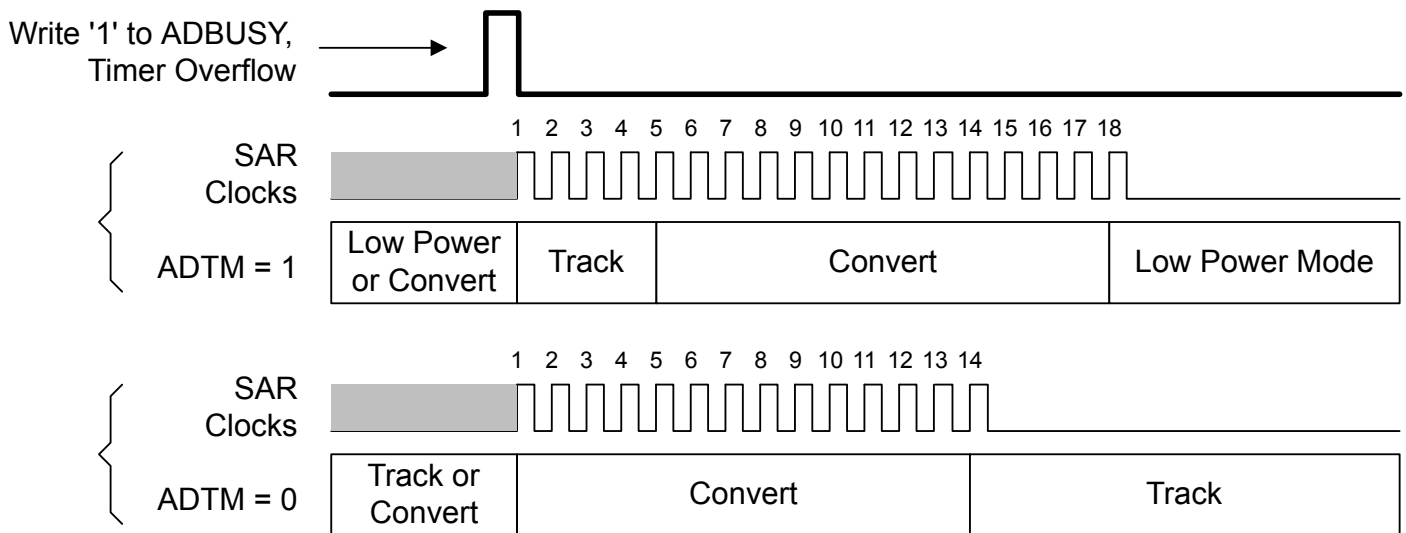 Write '1' to ADBUSY,
Timer Overflow
1 2 3 4 5 6 7 8 9 10 11 12 13 14 15 16 17 18
SAR
Clocks
ADTM = 1
Low Power
or Convert
Track
Convert
Low Power Mode
1 2 3 4 5 6 7 8 9 10 11 12 13 14
SAR
Clocks
ADTM = 0
Track or
Convert
Convert
Track